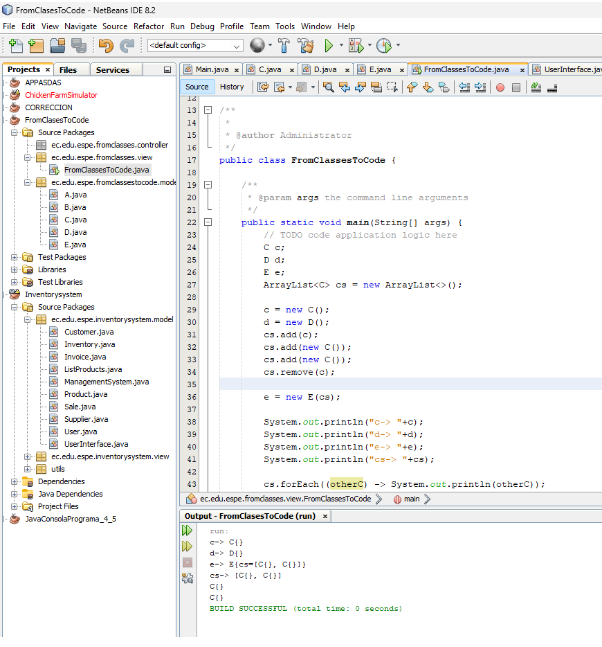 FromClasesToCode - NetBeans IDE 8.2
File Edit View Navigate Source Refactor Run Debug Profile Team Tools Window Help
<default config>
Projects × Files Services
Main.java × C.java × D.java × E.java × FromClassesToCode.java × UserInterface.ja
Source History
APPASDAS
ChickenFarmSimulator
CORRECCION
FromClasesToCode
Source Packages
ec.edu.espe.fromclasses.controller
ec.edu.espe.fromclasses.view
FromClasesToCode.java
ec.edu.espe.fromclassestocode.mode
A.java
B.java
C.java
D.java
E.java
Test Packages
Libraries
Test Libraries
Inventorysystem
Source Packages
ec.edu.espe.inventorysystem.model
Customer.java
Inventory.java
Invoice.java
ListProducts.java
ManagementSystem.java
Product.java
Sale.java
Supplier.java
User.java
UserInterface.java
ec.edu.espe.inventorysystem.view
utils
Dependencies
Java Dependencies
Project Files
JavaConsolaPrograma_4_5
12
13 /**
14 *
15 * @author Administrator
16 */
17 public class FromClassesToCode {
18
19 /**
20 * @param args the command line arguments
21 */
22 public static void main(String[] args) {
23 // TODO code application logic here
24 C c;
25 D d;
26 E e;
27 ArrayList<C> cs = new ArrayList<>();
28
29 c = new C();
30 d = new D();
31 cs.add(c);
32 cs.add(new C());
33 cs.add(new C());
34 cs.remove(c);
35
36 e = new E(cs);
37
38 System.out.println("c-> "+c);
39 System.out.println("d-> "+d);
40 System.out.println("e-> "+e);
41 System.out.println("cs-> "+cs);
42
43 cs.forEach((otherC) -> System.out.println(otherC));
ec.edu.espe.fromclasses.view.FromClassesToCode main
Output - FromClasesToCode (run) ×
run:
c-> C{}
d-> D{}
e-> E{cs=[C{}, C{}]}
cs-> [C{}, C{}]
C{}
C{}
BUILD SUCCESSFUL (total time: 0 seconds)